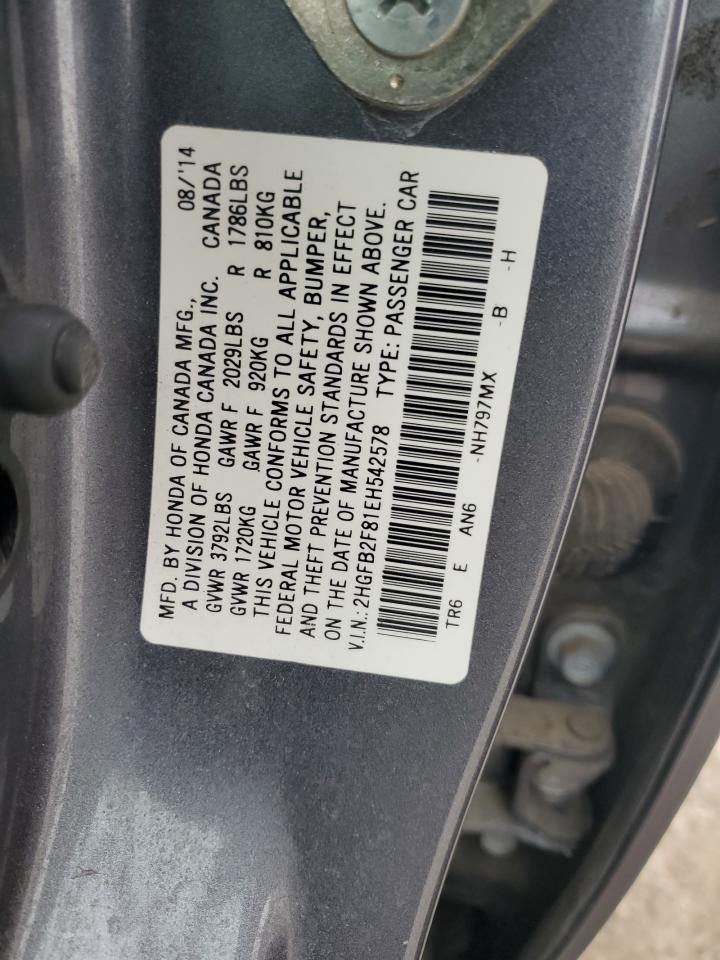 MFD. BY HONDA OF CANADA MFG., 08/'14
A DIVISION OF HONDA CANADA INC. CANADA
GVWR 3792LBS GAWR F 2029LBS R 1786LBS
GVWR 1720KG GAWR F 920KG R 810KG
THIS VEHICLE CONFORMS TO ALL APPLICABLE
FEDERAL MOTOR VEHICLE SAFETY, BUMPER,
AND THEFT PREVENTION STANDARDS IN EFFECT
ON THE DATE OF MANUFACTURE SHOWN ABOVE.
V.I.N.: 2HGFB2F81EH542578 TYPE: PASSENGER CAR
TR6 E AN6 -NH797MX -B -H